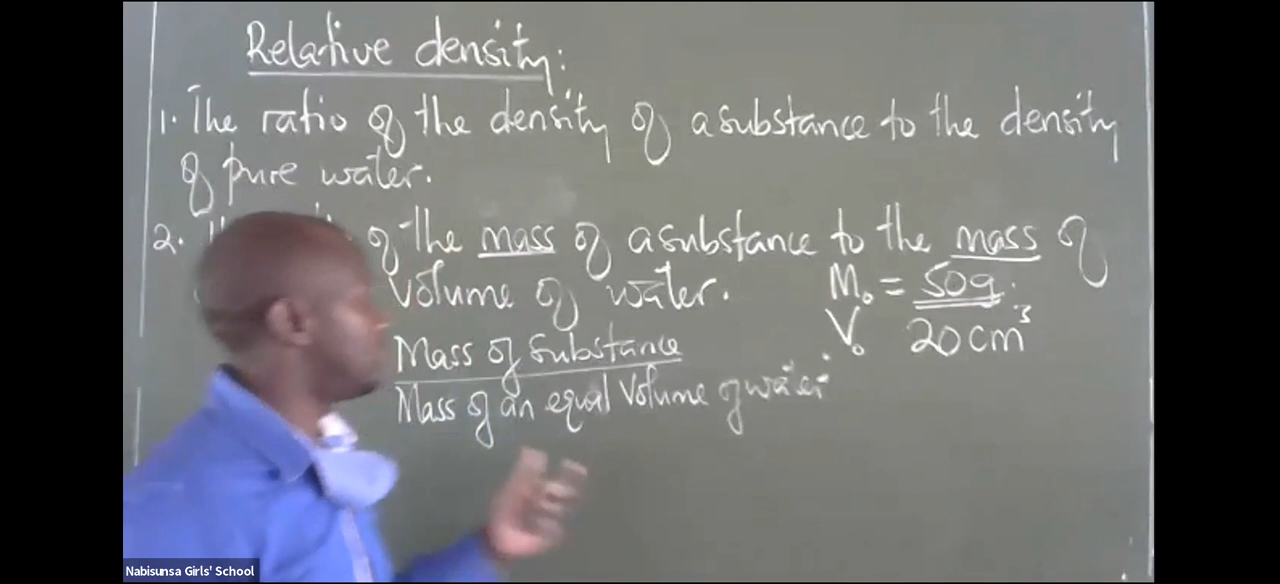 Relative density:
1. The ratio of the density of a substance to the density
of pure water.
2. of the mass of a substance to the mass of
Volume of water.
M₀ = 50g.
V₀ 20cm³
Mass of Substance
Mass of an equal Volume of water
Nabisunsa Girls' School